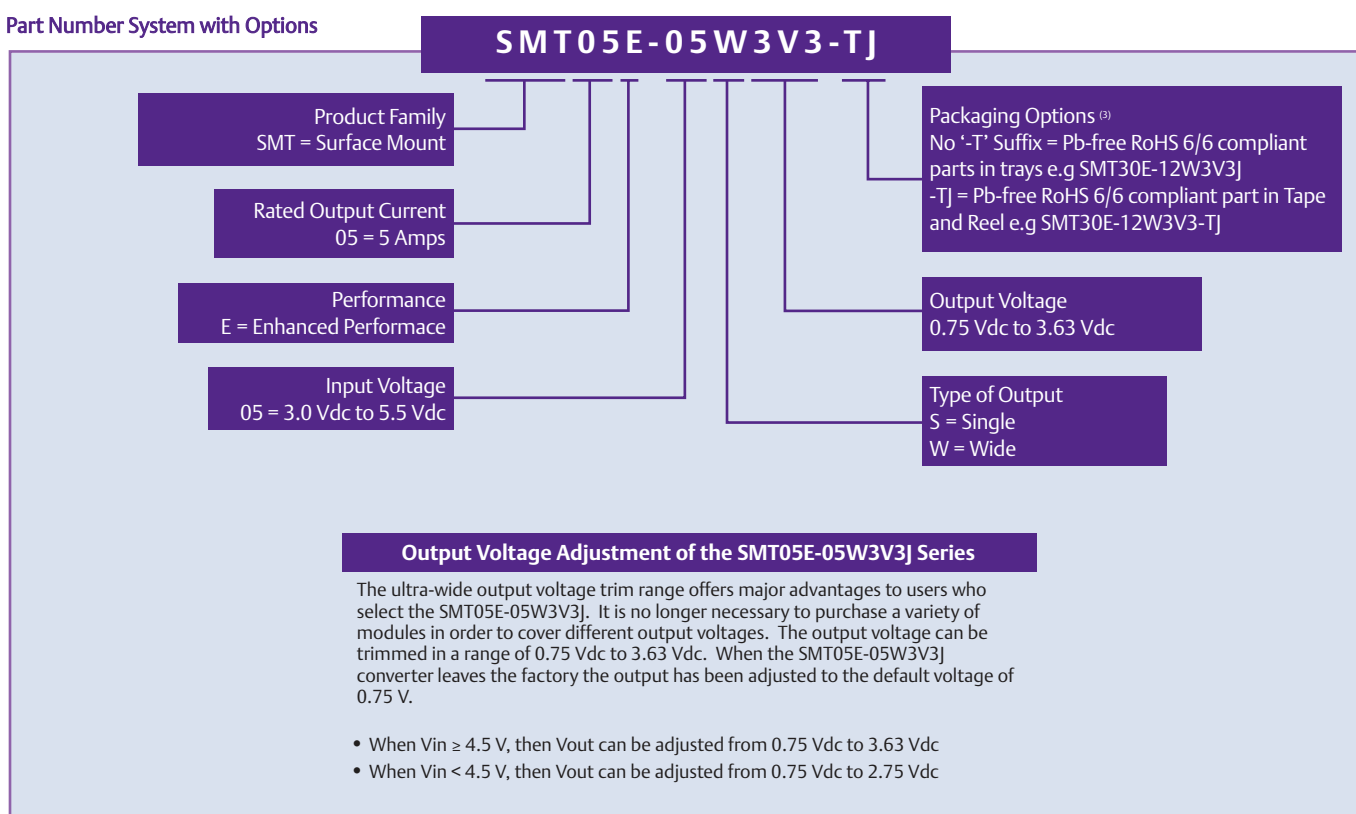 Part Number System with Options
SMT05E-05W3V3-TJ
Product Family
SMT = Surface Mount
Rated Output Current
05 = 5 Amps
Performance
E = Enhanced Performace
Input Voltage
05 = 3.0 Vdc to 5.5 Vdc
Packaging Options (3)
No ‘-T’ Suffix = Pb-free RoHS 6/6 compliant
parts in trays e.g SMT30E-12W3V3J
-TJ = Pb-free RoHS 6/6 compliant part in Tape
and Reel e.g SMT30E-12W3V3-TJ
Output Voltage
0.75 Vdc to 3.63 Vdc
Type of Output
S = Single
W = Wide
Output Voltage Adjustment of the SMT05E-05W3V3J Series
The ultra-wide output voltage trim range offers major advantages to users who
select the SMT05E-05W3V3J. It is no longer necessary to purchase a variety of
modules in order to cover different output voltages. The output voltage can be
trimmed in a range of 0.75 Vdc to 3.63 Vdc. When the SMT05E-05W3V3J
converter leaves the factory the output has been adjusted to the default voltage of
0.75 V.
• When Vin ≥ 4.5 V, then Vout can be adjusted from 0.75 Vdc to 3.63 Vdc
• When Vin < 4.5 V, then Vout can be adjusted from 0.75 Vdc to 2.75 Vdc